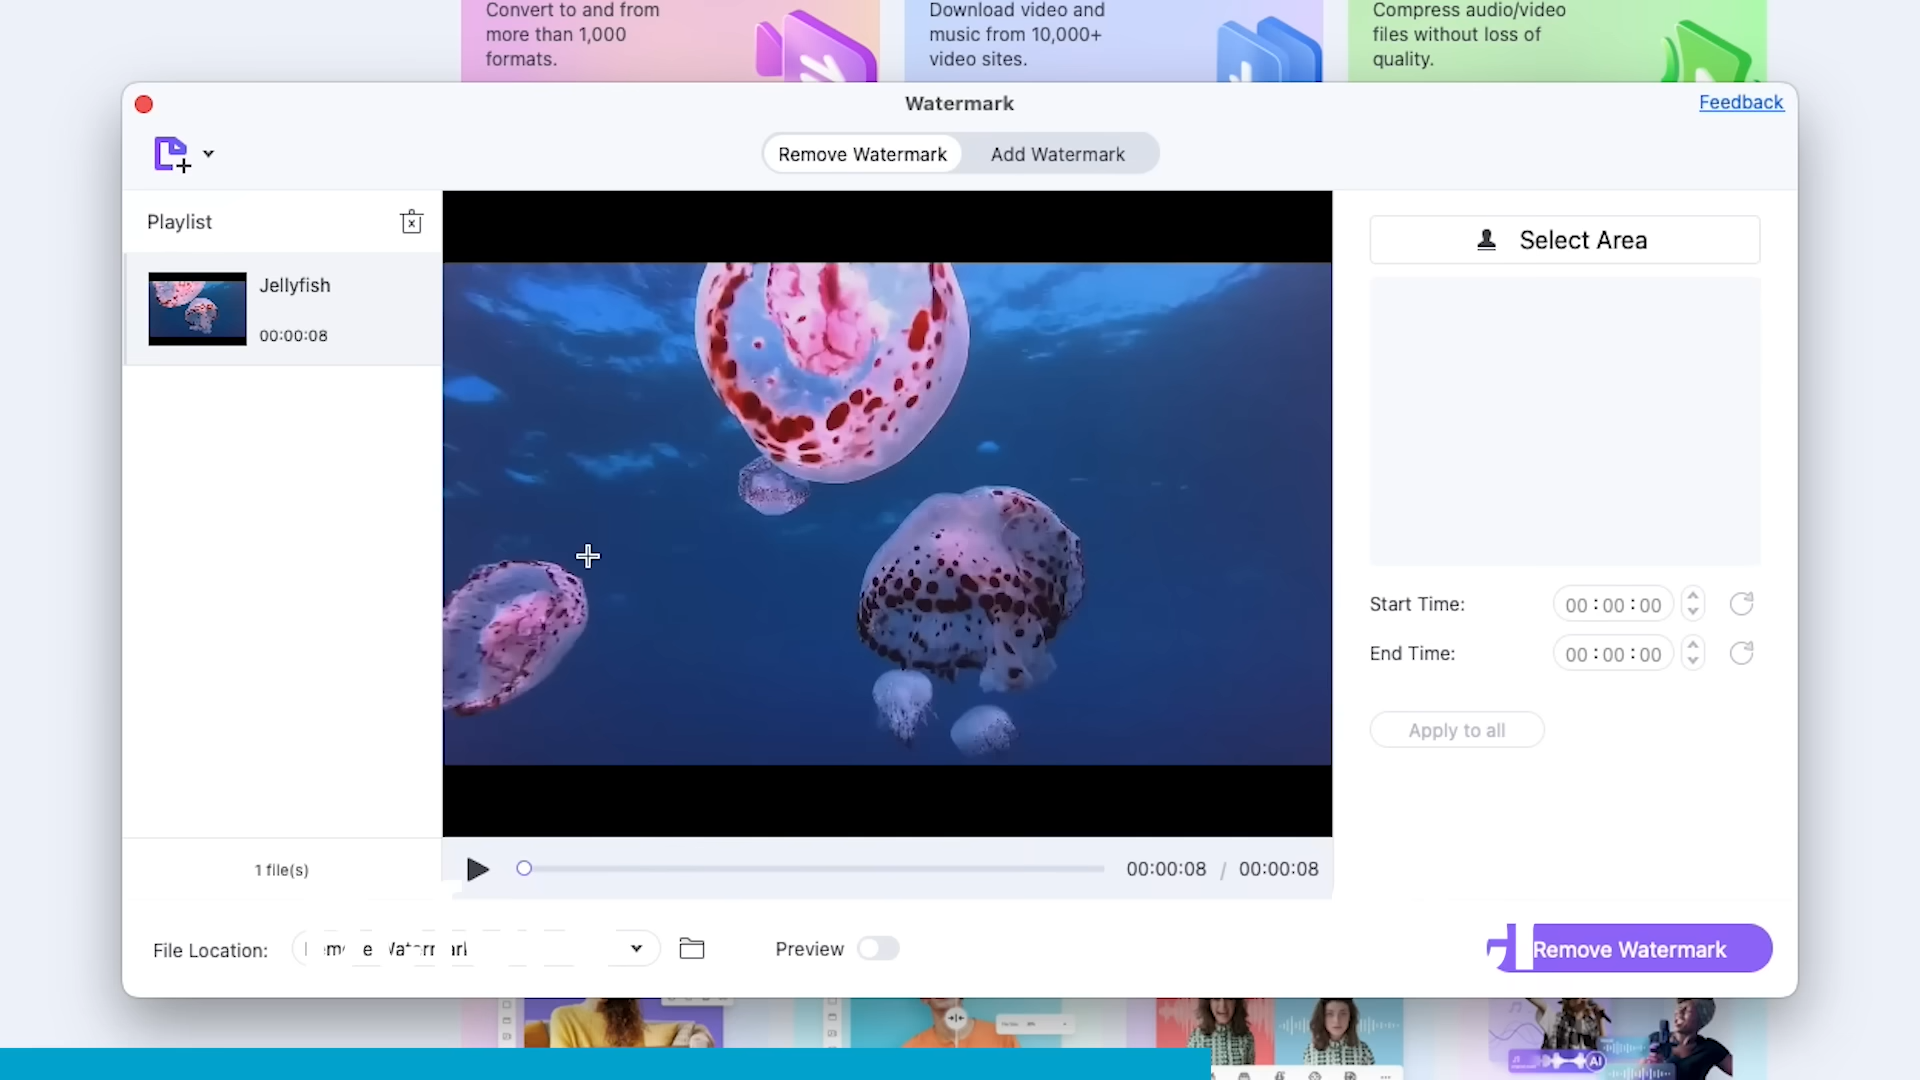 Convert to and from
more than 1,000
formats.
Download video and
music from 10,000+
video sites.
Compress audio/video
files without loss of
quality.
Watermark
Feedback
Remove Watermark
Add Watermark
Playlist
Jellyfish
00:00:08
1 file(s)
00:00:08 / 00:00:08
Select Area
Start Time:
00:00:00
End Time:
00:00:00
Apply to all
File Location:
Preview
Remove Watermark
AI